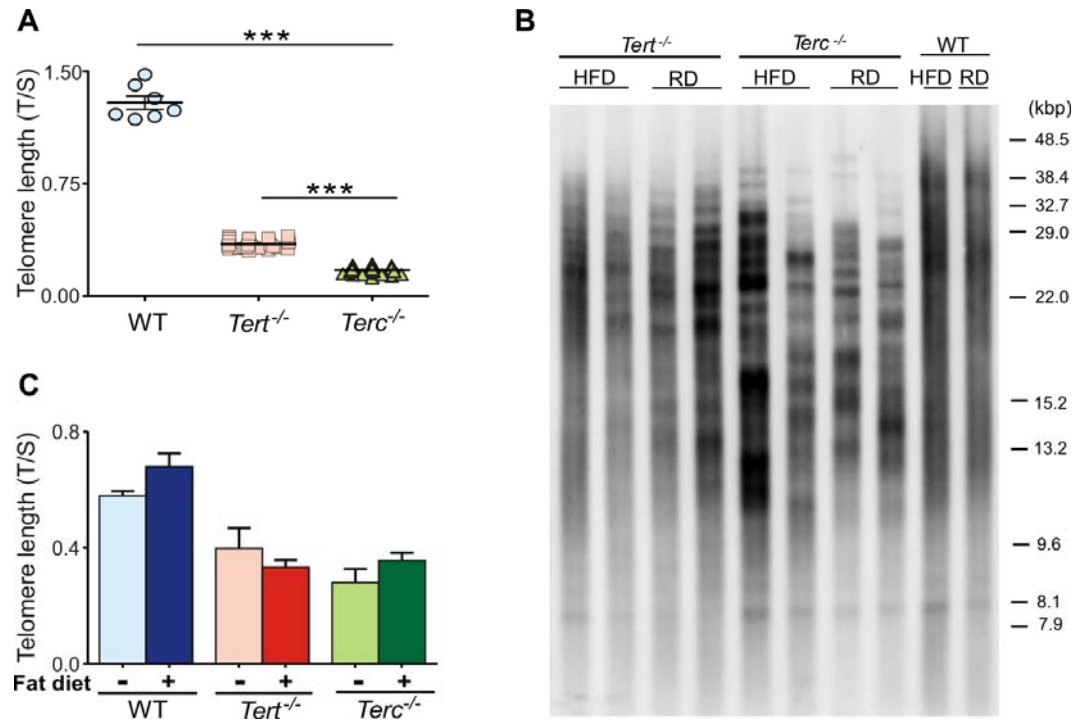 A
***
1.50
Telomere length (T/S)
***
0.75
0.00
WT Tert-/- Terc-/-
B
Tert-/- Terc-/- WT
HFD RD HFD RD HFD RD
(kbp)
48.5
38.4
32.7
29.0
22.0
15.2
13.2
9.6
8.1
7.9
C
Telomere length (T/S)
0.8
0.4
0.0
Fat diet - + - + - +
WT Tert-/- Terc-/-